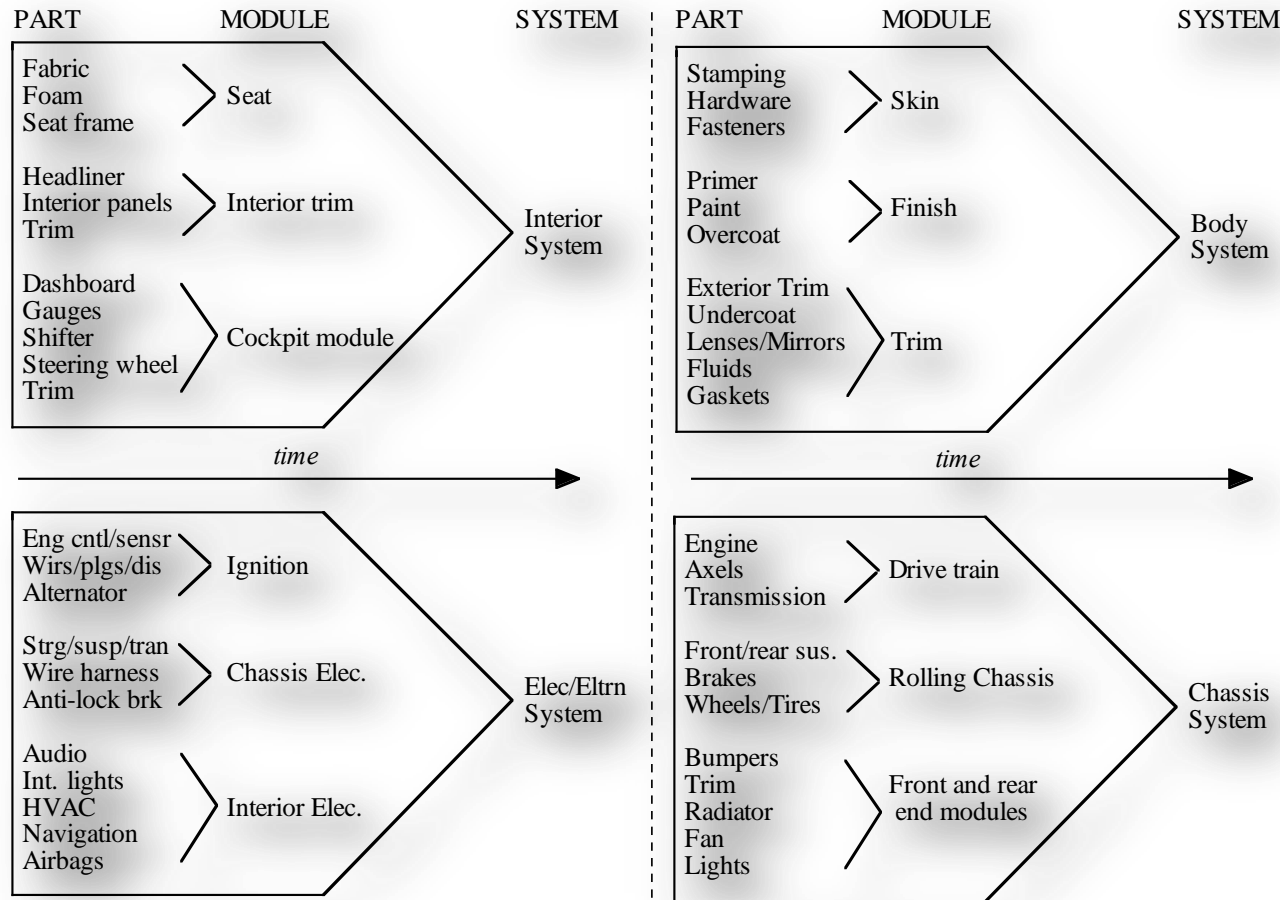 PART MODULE SYSTEM
Fabric
Foam
Seat frame
Seat
Headliner
Interior panels
Trim
Interior trim
Dashboard
Gauges
Shifter
Steering wheel
Trim
Cockpit module
Interior
System
time
PART MODULE SYSTEM
Stamping
Hardware
Fasteners
Skin
Primer
Paint
Overcoat
Finish
Exterior Trim
Undercoat
Lenses/Mirrors
Fluids
Gaskets
Trim
Body
System
time
Eng cntl/sensr
Wirs/plgs/dis
Alternator
Ignition
Strg/susp/tran
Wire harness
Anti-lock brk
Chassis Elec.
Audio
Int. lights
HVAC
Navigation
Airbags
Interior Elec.
Elec/Eltrn
System
Engine
Axels
Transmission
Drive train
Front/rear sus.
Brakes
Wheels/Tires
Rolling Chassis
Bumpers
Trim
Radiator
Fan
Lights
Front and rear
end modules
Chassis
System